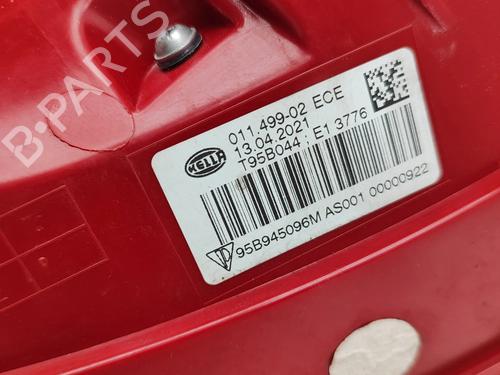 B-PARTS
HELLA
011.499-02 ECE
13.04.2021
T95B044 : E1 3776
95B945096M AS001 00000922